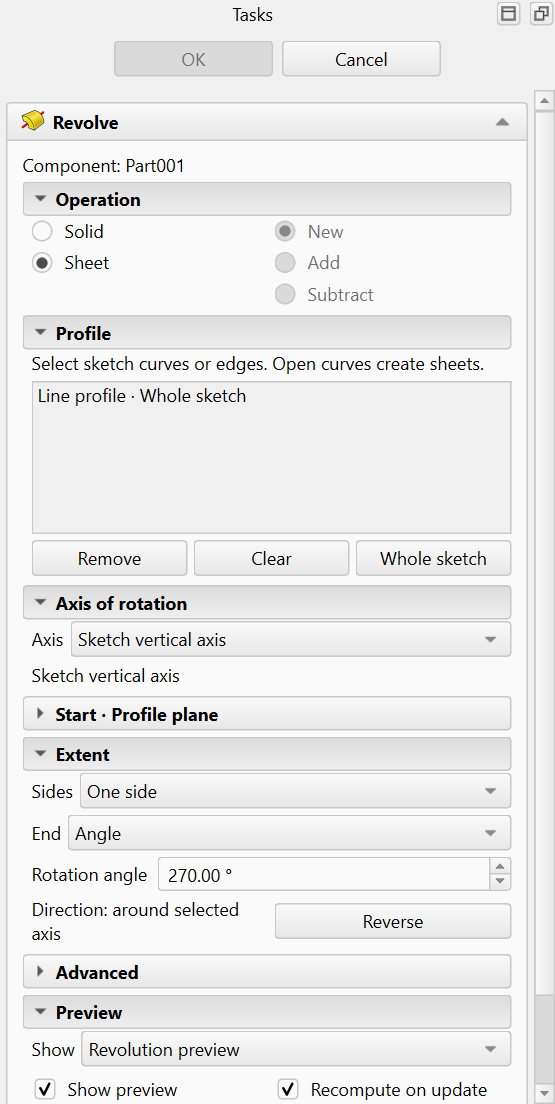 Tasks
OK
Cancel
Revolve
Component: Part001
Operation
Solid
New
Sheet
Add
Subtract
Profile
Select sketch curves or edges. Open curves create sheets.
Line profile · Whole sketch
Remove
Clear
Whole sketch
Axis of rotation
Axis
Sketch vertical axis
Sketch vertical axis
Start · Profile plane
Extent
Sides
One side
End
Angle
Rotation angle
270.00 °
Direction: around selected
axis
Reverse
Advanced
Preview
Show
Revolution preview
Show preview
Recompute on update